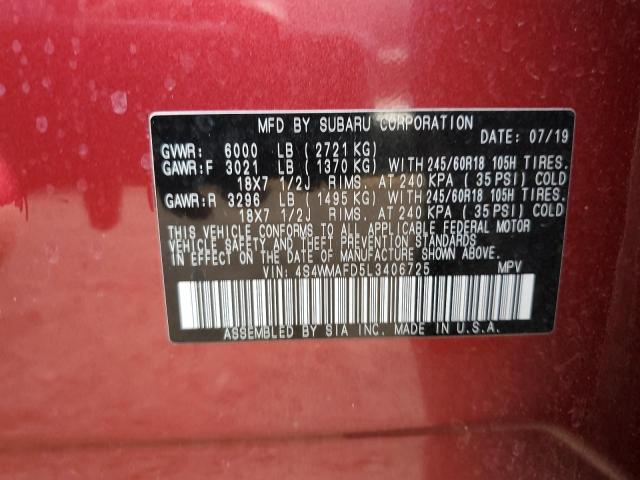 MFD BY SUBARU CORPORATION
DATE: 07/19
GVWR: 6000 LB (2721 KG)
GAWR:F 3021 LB (1370 KG) WITH 245/60R18 105H TIRES.
18X7 1/2J RIMS. AT 240 KPA (35 PSI) COLD
GAWR:R 3296 LB (1495 KG) WITH 245/60R18 105H TIRES.
18X7 1/2J RIMS. AT 240 KPA (35 PSI) COLD
THIS VEHICLE CONFORMS TO ALL APPLICABLE FEDERAL MOTOR
VEHICLE SAFETY AND THEFT PREVENTION STANDARDS
IN EFFECT ON THE DATE OF MANUFACTURE SHOWN ABOVE.
VIN: 4S4WMAFD5L3406725 MPV
ASSEMBLED BY SIA INC. MADE IN U.S.A.